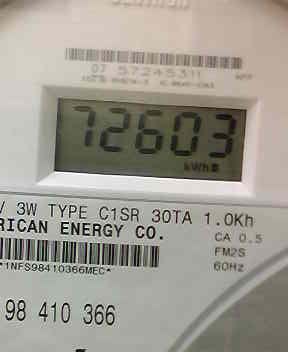 07 57245311
72603
kWh
/ 3W TYPE C1SR 30TA 1.0Kh
RICAN ENERGY CO.
CA 0.5
FM2S
60Hz
*1NFS98410366MEC*
98 410 366